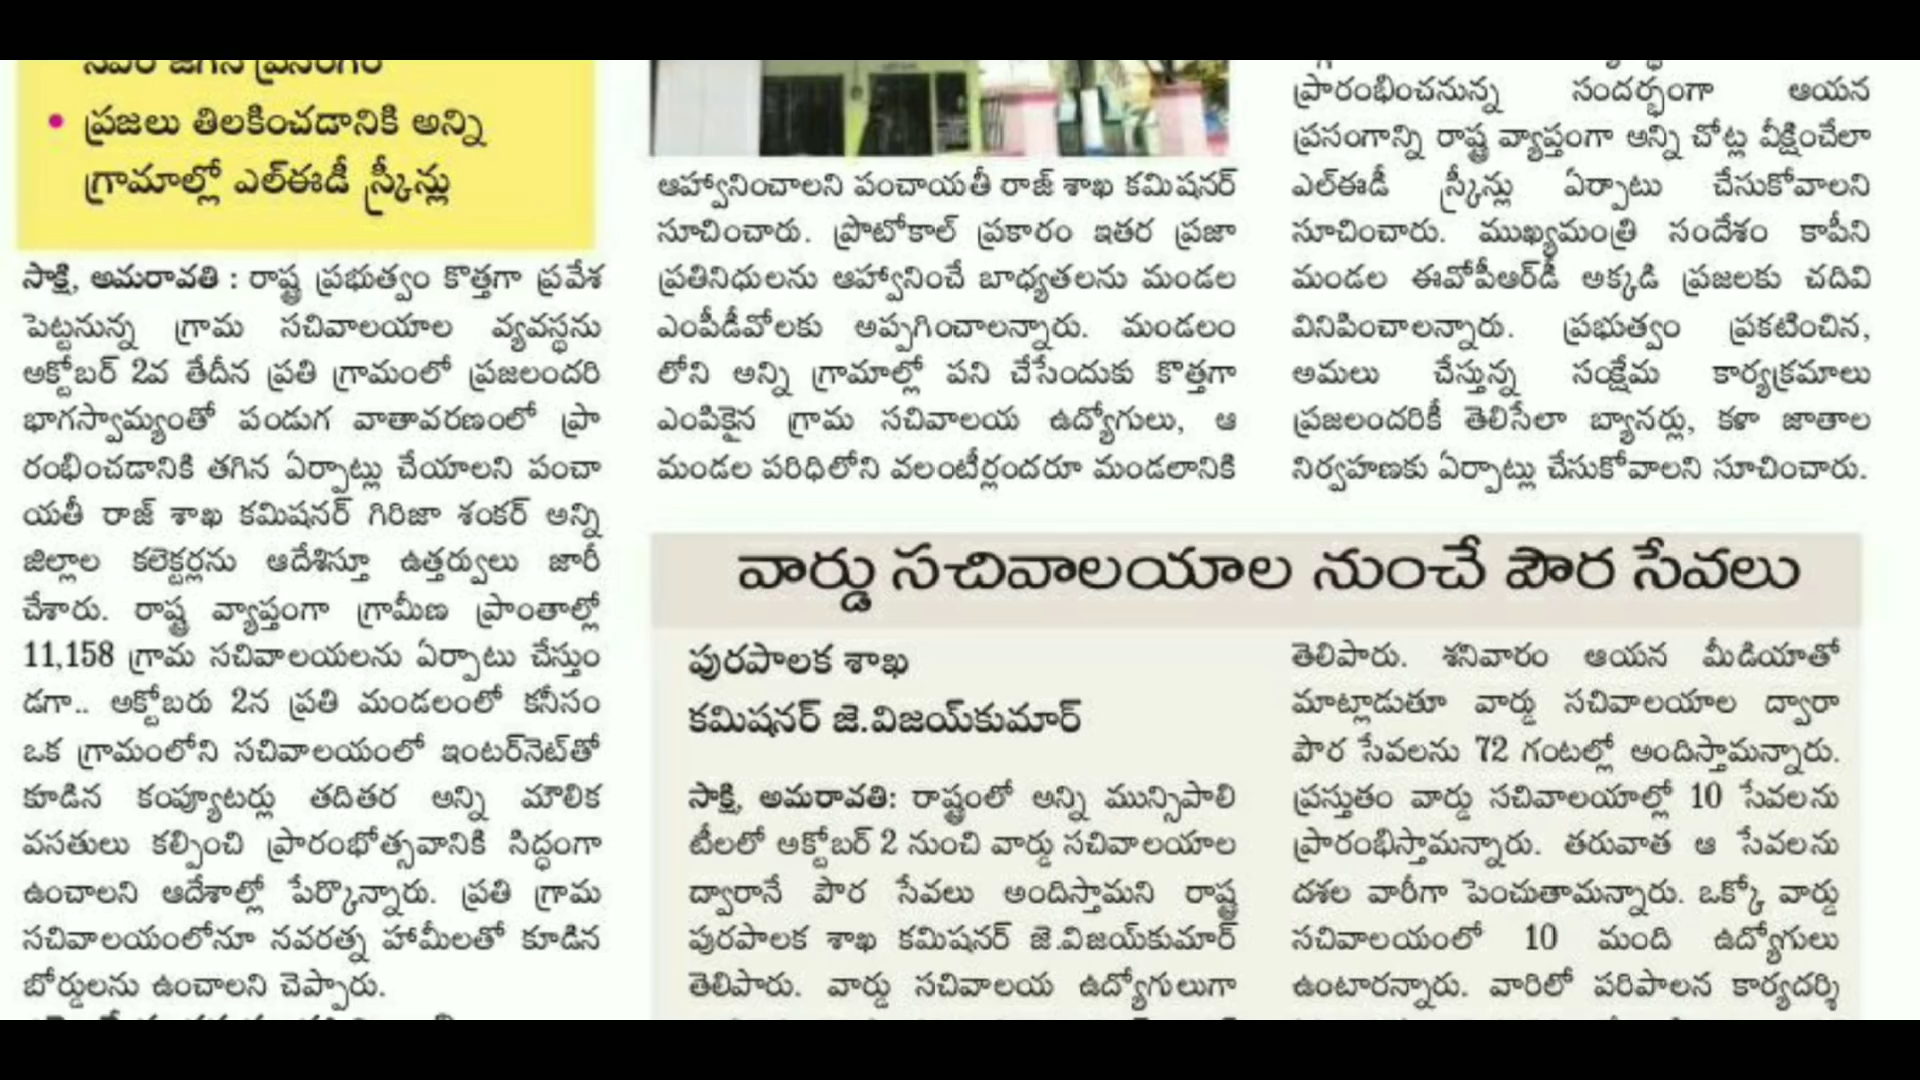 • ప్రజలు తిలకించడానికి అన్ని
గ్రామాల్లో ఎల్ఈడీ స్క్రీన్లు
సాక్షి, అమరావతి : రాష్ట్ర ప్రభుత్వం కొత్తగా ప్రవేశ
పెట్టనున్న గ్రామ సచివాలయాల వ్యవస్థను
అక్టోబర్ 2వ తేదీన ప్రతి గ్రామంలో ప్రజలందరి
భాగస్వామ్యంతో పండుగ వాతావరణంలో ప్రా
రంభించడానికి తగిన ఏర్పాట్లు చేయాలని పంచా
యతీ రాజ్ శాఖ కమిషనర్ గిరిజా శంకర్ అన్ని
జిల్లాల కలెక్టర్లను ఆదేశిస్తూ ఉత్తర్వులు జారీ
చేశారు. రాష్ట్ర వ్యాప్తంగా గ్రామీణ ప్రాంతాల్లో
11,158 గ్రామ సచివాలయలను ఏర్పాటు చేస్తుం
డగా.. అక్టోబరు 2న ప్రతి మండలంలో కనీసం
ఒక గ్రామంలోని సచివాలయంలో ఇంటర్‌నెట్‌తో
కూడిన కంప్యూటర్లు తదితర అన్ని మౌలిక
వసతులు కల్పించి ప్రారంభోత్సవానికి సిద్ధంగా
ఉంచాలని ఆదేశాల్లో పేర్కొన్నారు. ప్రతి గ్రామ
సచివాలయంలోనూ నవరత్న హామీలతో కూడిన
బోర్డులను ఉంచాలని చెప్పారు.
ఆహ్వానించాలని పంచాయతీ రాజ్ శాఖ కమిషనర్
సూచించారు. ప్రొటోకాల్ ప్రకారం ఇతర ప్రజా
ప్రతినిధులను ఆహ్వానించే బాధ్యతలను మండల
ఎంపీడీవోలకు అప్పగించాలన్నారు. మండలం
లోని అన్ని గ్రామాల్లో పని చేసేందుకు కొత్తగా
ఎంపికైన గ్రామ సచివాలయ ఉద్యోగులు, ఆ
మండల పరిధిలోని వలంటీర్లందరూ మండలానికి
ప్రారంభించనున్న సందర్భంగా ఆయన
ప్రసంగాన్ని రాష్ట్ర వ్యాప్తంగా అన్ని చోట్ల వీక్షించేలా
ఎల్ఈడీ స్క్రీన్లు ఏర్పాటు చేసుకోవాలని
సూచించారు. ముఖ్యమంత్రి సందేశం కాపీని
మండల ఈవోపీఆర్‌డీ అక్కడి ప్రజలకు చదివి
వినిపించాలన్నారు. ప్రభుత్వం ప్రకటించిన,
అమలు చేస్తున్న సంక్షేమ కార్యక్రమాలు
ప్రజలందరికీ తెలిసేలా బ్యానర్లు, కళా జాతాల
నిర్వహణకు ఏర్పాట్లు చేసుకోవాలని సూచించారు.
వార్డు సచివాలయాల నుంచే పౌర సేవలు
పురపాలక శాఖ
కమిషనర్ జె.విజయ్‌కుమార్
సాక్షి, అమరావతి: రాష్ట్రంలో అన్ని మున్సిపాలి
టీలలో అక్టోబర్ 2 నుంచి వార్డు సచివాలయాల
ద్వారానే పౌర సేవలు అందిస్తామని రాష్ట్ర
పురపాలక శాఖ కమిషనర్ జె.విజయ్‌కుమార్
తెలిపారు. వార్డు సచివాలయ ఉద్యోగులుగా
తెలిపారు. శనివారం ఆయన మీడియాతో
మాట్లాడుతూ వార్డు సచివాలయాల ద్వారా
పౌర సేవలను 72 గంటల్లో అందిస్తామన్నారు.
ప్రస్తుతం వార్డు సచివాలయాల్లో 10 సేవలను
ప్రారంభిస్తామన్నారు. తరువాత ఆ సేవలను
దశల వారీగా పెంచుతామన్నారు. ఒక్కో వార్డు
సచివాలయంలో 10 మంది ఉద్యోగులు
ఉంటారన్నారు. వారిలో పరిపాలన కార్యదర్శి